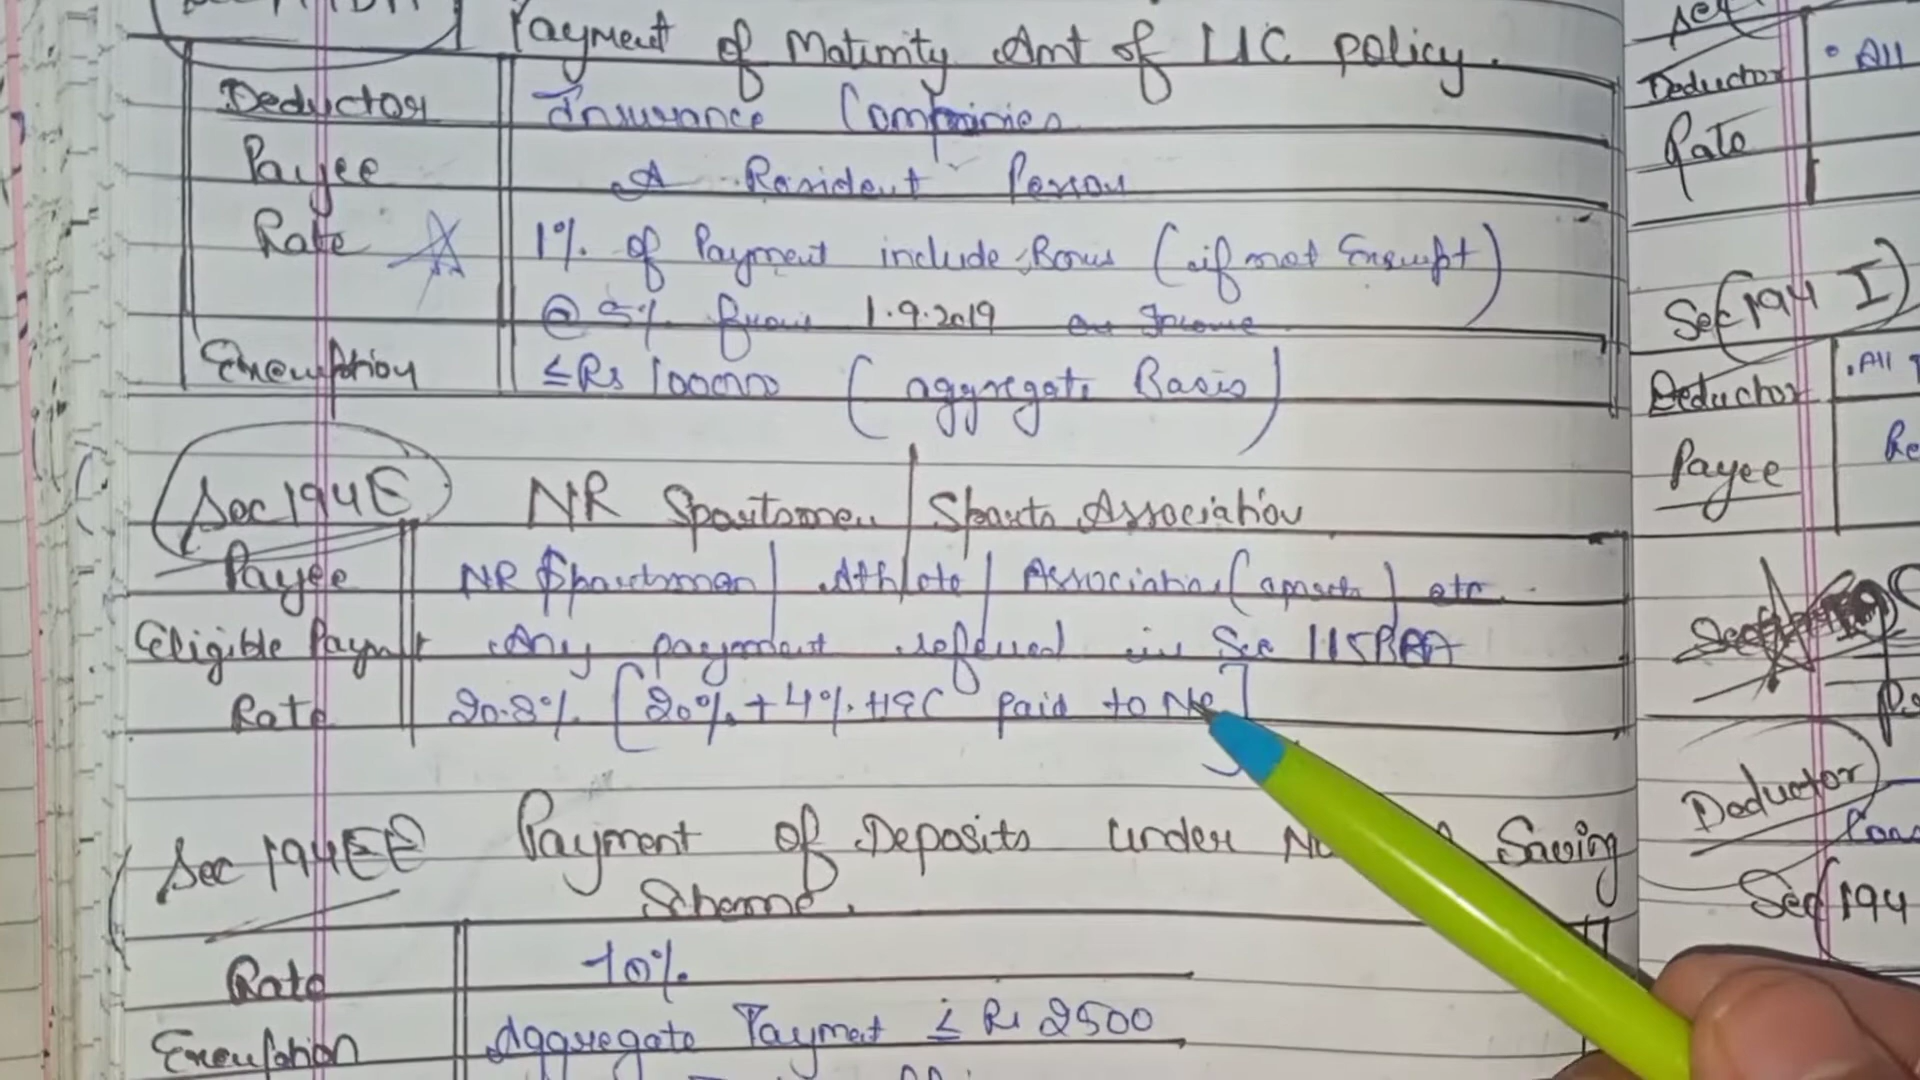 Payment of Maturity Amt of LIC policy.
Deductor Insurance Companies
Payee A Resident Person
Rate 1% of Payment include Bonus (if not Exempt)
@ 5% from 1.9.2019 on Income
Exemption ≤Rs 100000 (aggregate Basis)
Sec 194E NR Sportsmen / Sports Association
Payee NR Sportsman / Athlete / Association etc
Eligible Paymt Any payment referred in Sec 115BBA
Rate 20.8% [20% + 4% HEC paid to NR]
Sec 194EE Payment of Deposits under Saving
Scheme.
Rate 10%
Exemption Aggregate Payment ≤ Rs 2500
Deductor • All
Rate
Sec 194 I)
Deductor .All
Payee Re
Deductor
Sec 194